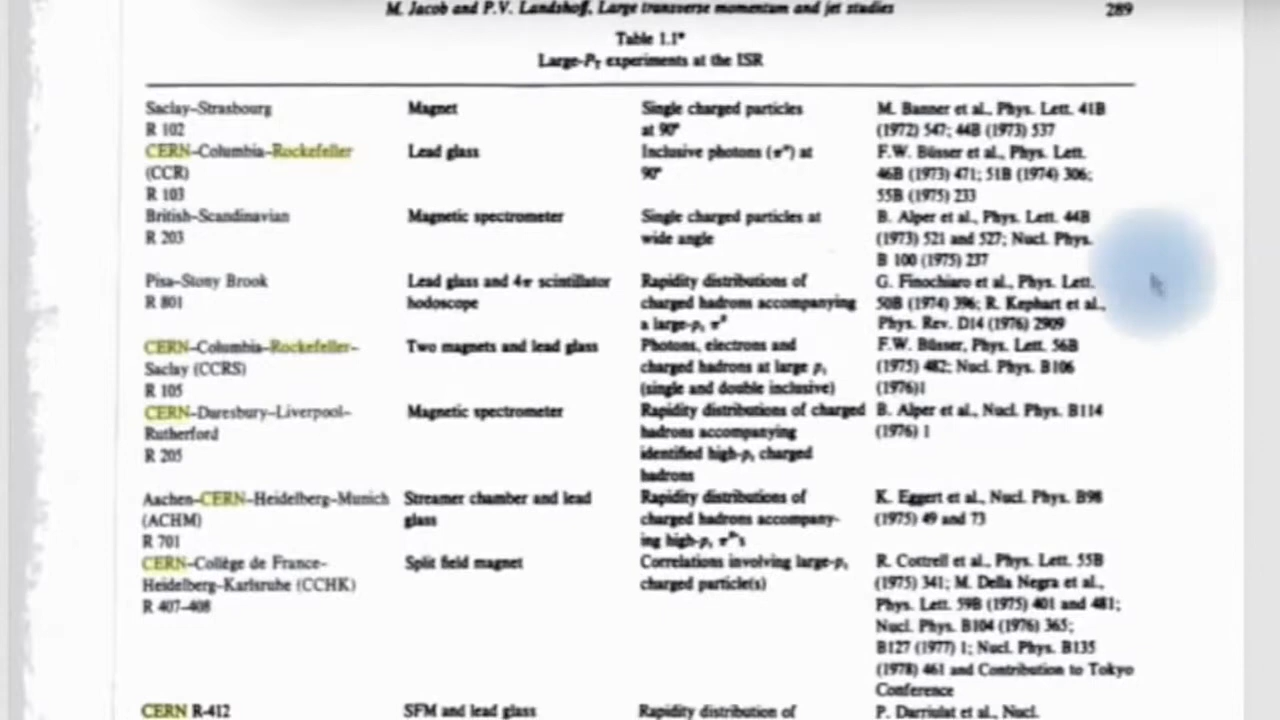 M. Jacob and P.V. Landshoff, Large transverse momentum and jet studies 289
Table 1.1*
Large-P_T experiments at the ISR
Saclay–Strasbourg Magnet Single charged particles M. Banner et al., Phys. Lett. 41B
R 102 at 90° (1972) 547; 44B (1973) 537
CERN–Columbia–Rockefeller Lead glass Inclusive photons (π°) at F.W. Büsser et al., Phys. Lett.
(CCR) 90° 46B (1973) 471; 51B (1974) 306;
R 103 55B (1975) 233
British–Scandinavian Magnetic spectrometer Single charged particles at B. Alper et al., Phys. Lett. 44B
R 203 wide angle (1973) 521 and 527; Nucl. Phys.
B 100 (1975) 237
Pisa–Stony Brook Lead glass and 4π scintillator Rapidity distributions of G. Finochiaro et al., Phys. Lett.
R 801 hodoscope charged hadrons accompanying 50B (1974) 396; R. Kephart et al.,
a large-p_t π° Phys. Rev. D14 (1976) 2909
CERN–Columbia–Rockefeller– Two magnets and lead glass Photons, electrons and F.W. Büsser, Phys. Lett. 56B
Saclay (CCRS) charged hadrons at large p_t (1975) 482; Nucl. Phys. B106
R 105 (single and double inclusive) (1976)1
CERN–Daresbury–Liverpool– Magnetic spectrometer Rapidity distributions of charged B. Alper et al., Nucl. Phys. B114
Rutherford hadrons accompanying (1976) 1
R 205 identified high-p_t charged
hadrons
Aachen–CERN–Heidelberg–Munich Streamer chamber and lead Rapidity distributions of K. Eggert et al., Nucl. Phys. B98
(ACHM) glass charged hadrons accompany- (1975) 49 and 73
R 701 ing high-p_t π°'s
CERN–Collège de France– Split field magnet Correlations involving large-p_t R. Cottrell et al., Phys. Lett. 55B
Heidelberg–Karlsruhe (CCHK) charged particle(s) (1975) 341; M. Della Negra et al.,
R 407–408 Phys. Lett. 59B (1975) 401 and 481;
Nucl. Phys. B104 (1976) 365;
B127 (1977) 1; Nucl. Phys. B135
(1978) 461 and Contribution to Tokyo
Conference
CERN R-412 SFM and lead glass Rapidity distribution of P. Darriulat et al., Nucl.